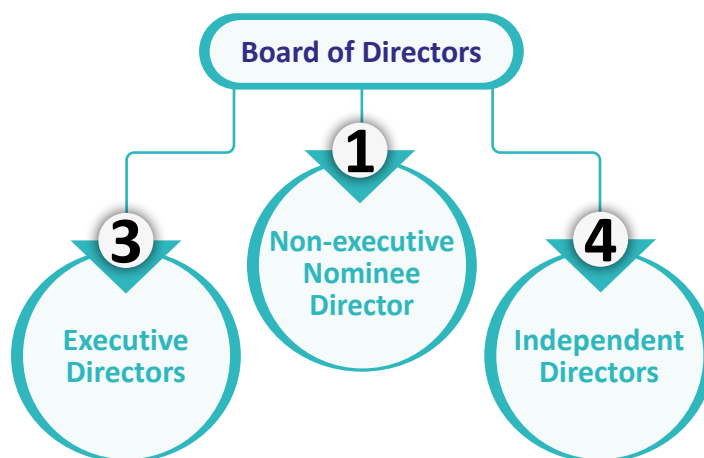 Board of Directors
1
Non-executive
Nominee
Director
3
Executive
Directors
4
Independent
Directors